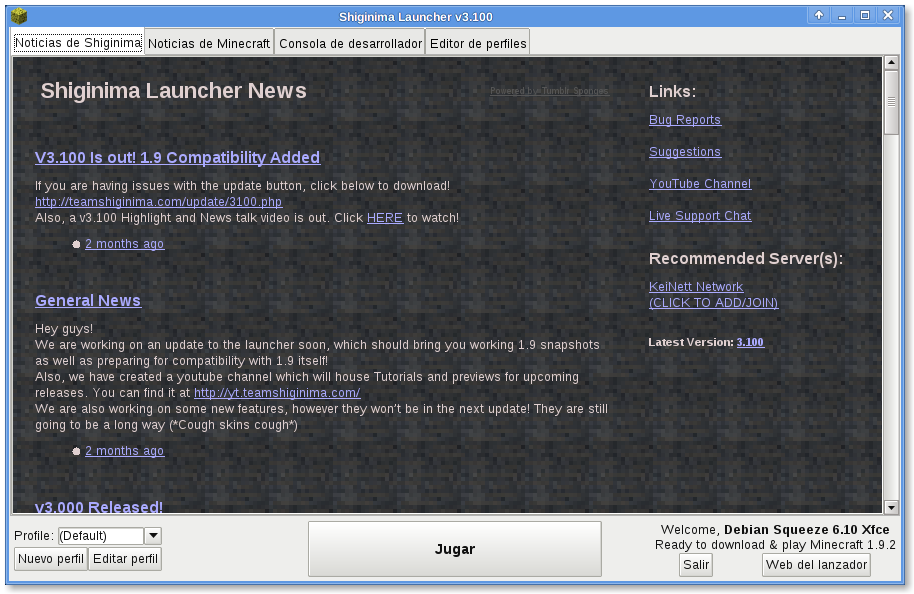 Shiginima Launcher v3.100
Noticias de Shiginima
Noticias de Minecraft
Consola de desarrollador
Editor de perfiles
Shiginima Launcher News
Powered by Tumblr Sponges
V3.100 Is out! 1.9 Compatibility Added
If you are having issues with the update button, click below to download!
http://teamshiginima.com/update/3100.php
Also, a v3.100 Highlight and News talk video is out. Click HERE to watch!
2 months ago
General News
Hey guys!
We are working on an update to the launcher soon, which should bring you working 1.9 snapshots
as well as preparing for compatibility with 1.9 itself!
Also, we have created a youtube channel which will house Tutorials and previews for upcoming
releases. You can find it at http://yt.teamshiginima.com/
We are also working on some new features, however they won't be in the next update! They are still
going to be a long way (*Cough skins cough*)
2 months ago
v3.000 Released!
Links:
Bug Reports
Suggestions
YouTube Channel
Live Support Chat
Recommended Server(s):
KeiNett Network
(CLICK TO ADD/JOIN)
Latest Version: 3.100
Profile: (Default)
Nuevo perfil
Editar perfil
Jugar
Welcome, Debian Squeeze 6.10 Xfce
Ready to download & play Minecraft 1.9.2
Salir
Web del lanzador